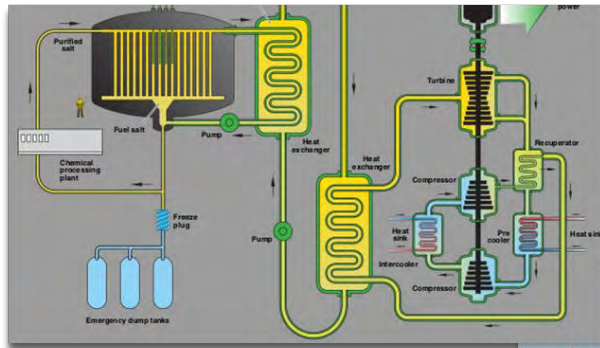 power
Purified
salt
Turbine
Fuel salt
Pump
Heat
exchanger
Recuperator
Chemical
processing
plant
Heat
exchanger
Compressor
Freeze
plug
Pump
Heat
sink
Pre
cooler
Heat sink
Intercooler
Compressor
Emergency dump tanks